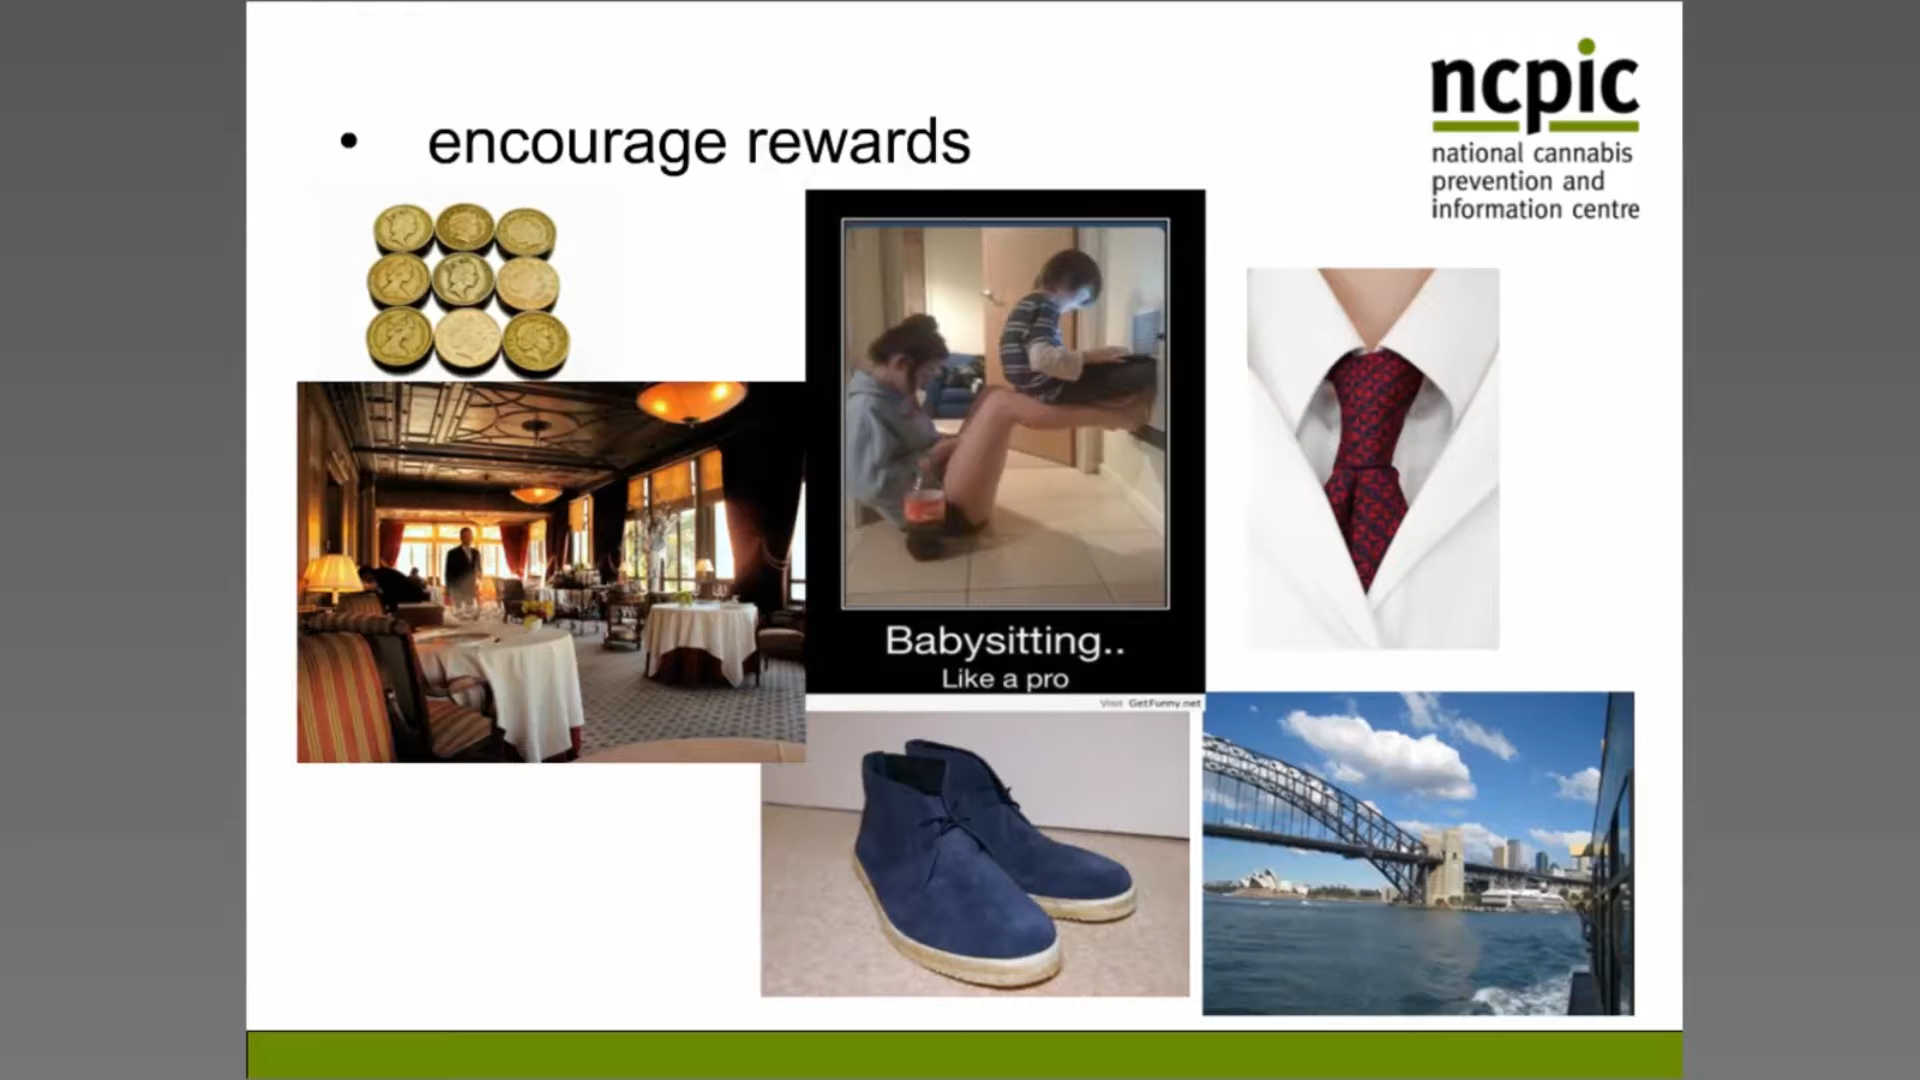 ncpic
national cannabis
prevention and
information centre
• encourage rewards
Babysitting..
Like a pro
Visit GetFunny.net